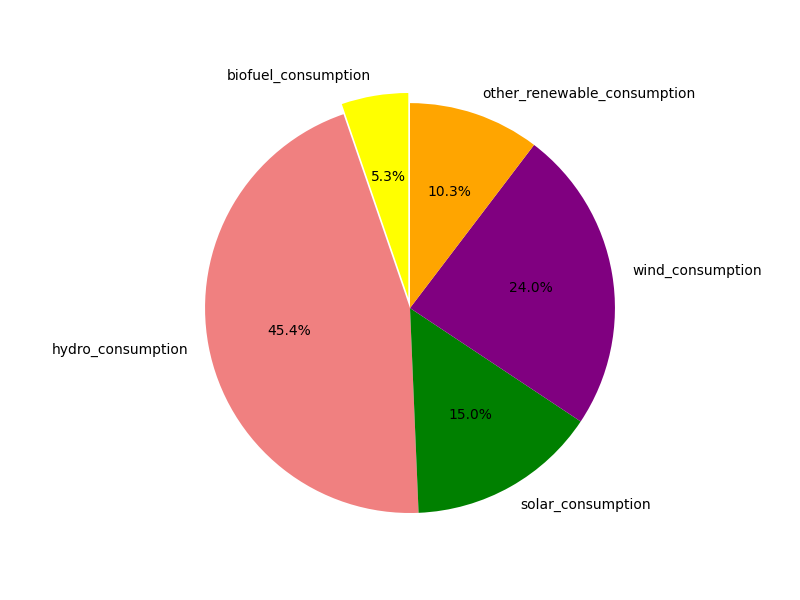 biofuel_consumption
other_renewable_consumption
5.3%
10.3%
wind_consumption
24.0%
45.4%
hydro_consumption
15.0%
solar_consumption